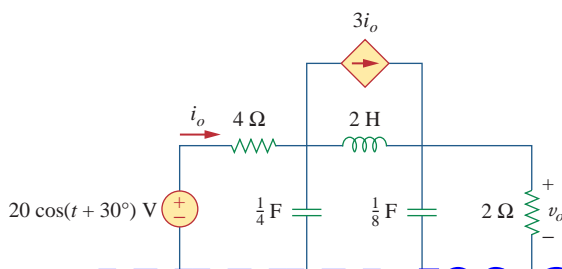 3i_o
i_o 4 Ω 2 H
20 cos(t + 30°) V + − 1/4 F 1/8 F 2 Ω + v_o −